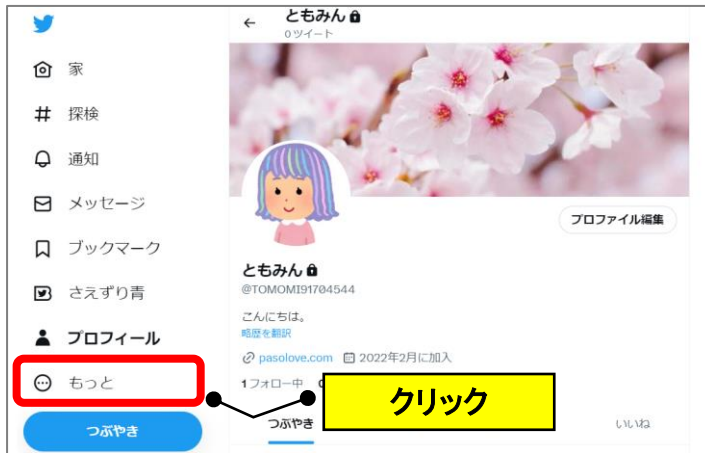 ともみん
0 ツイート
家
探検
通知
メッセージ
ブックマーク
さえずり青
プロフィール
もっと
つぶやき
プロファイル編集
ともみん
@TOMOMI91704544
こんにちは。
略歴を翻訳
pasolove.com 2022年2月に加入
1フォロー中
クリック
つぶやき いいね